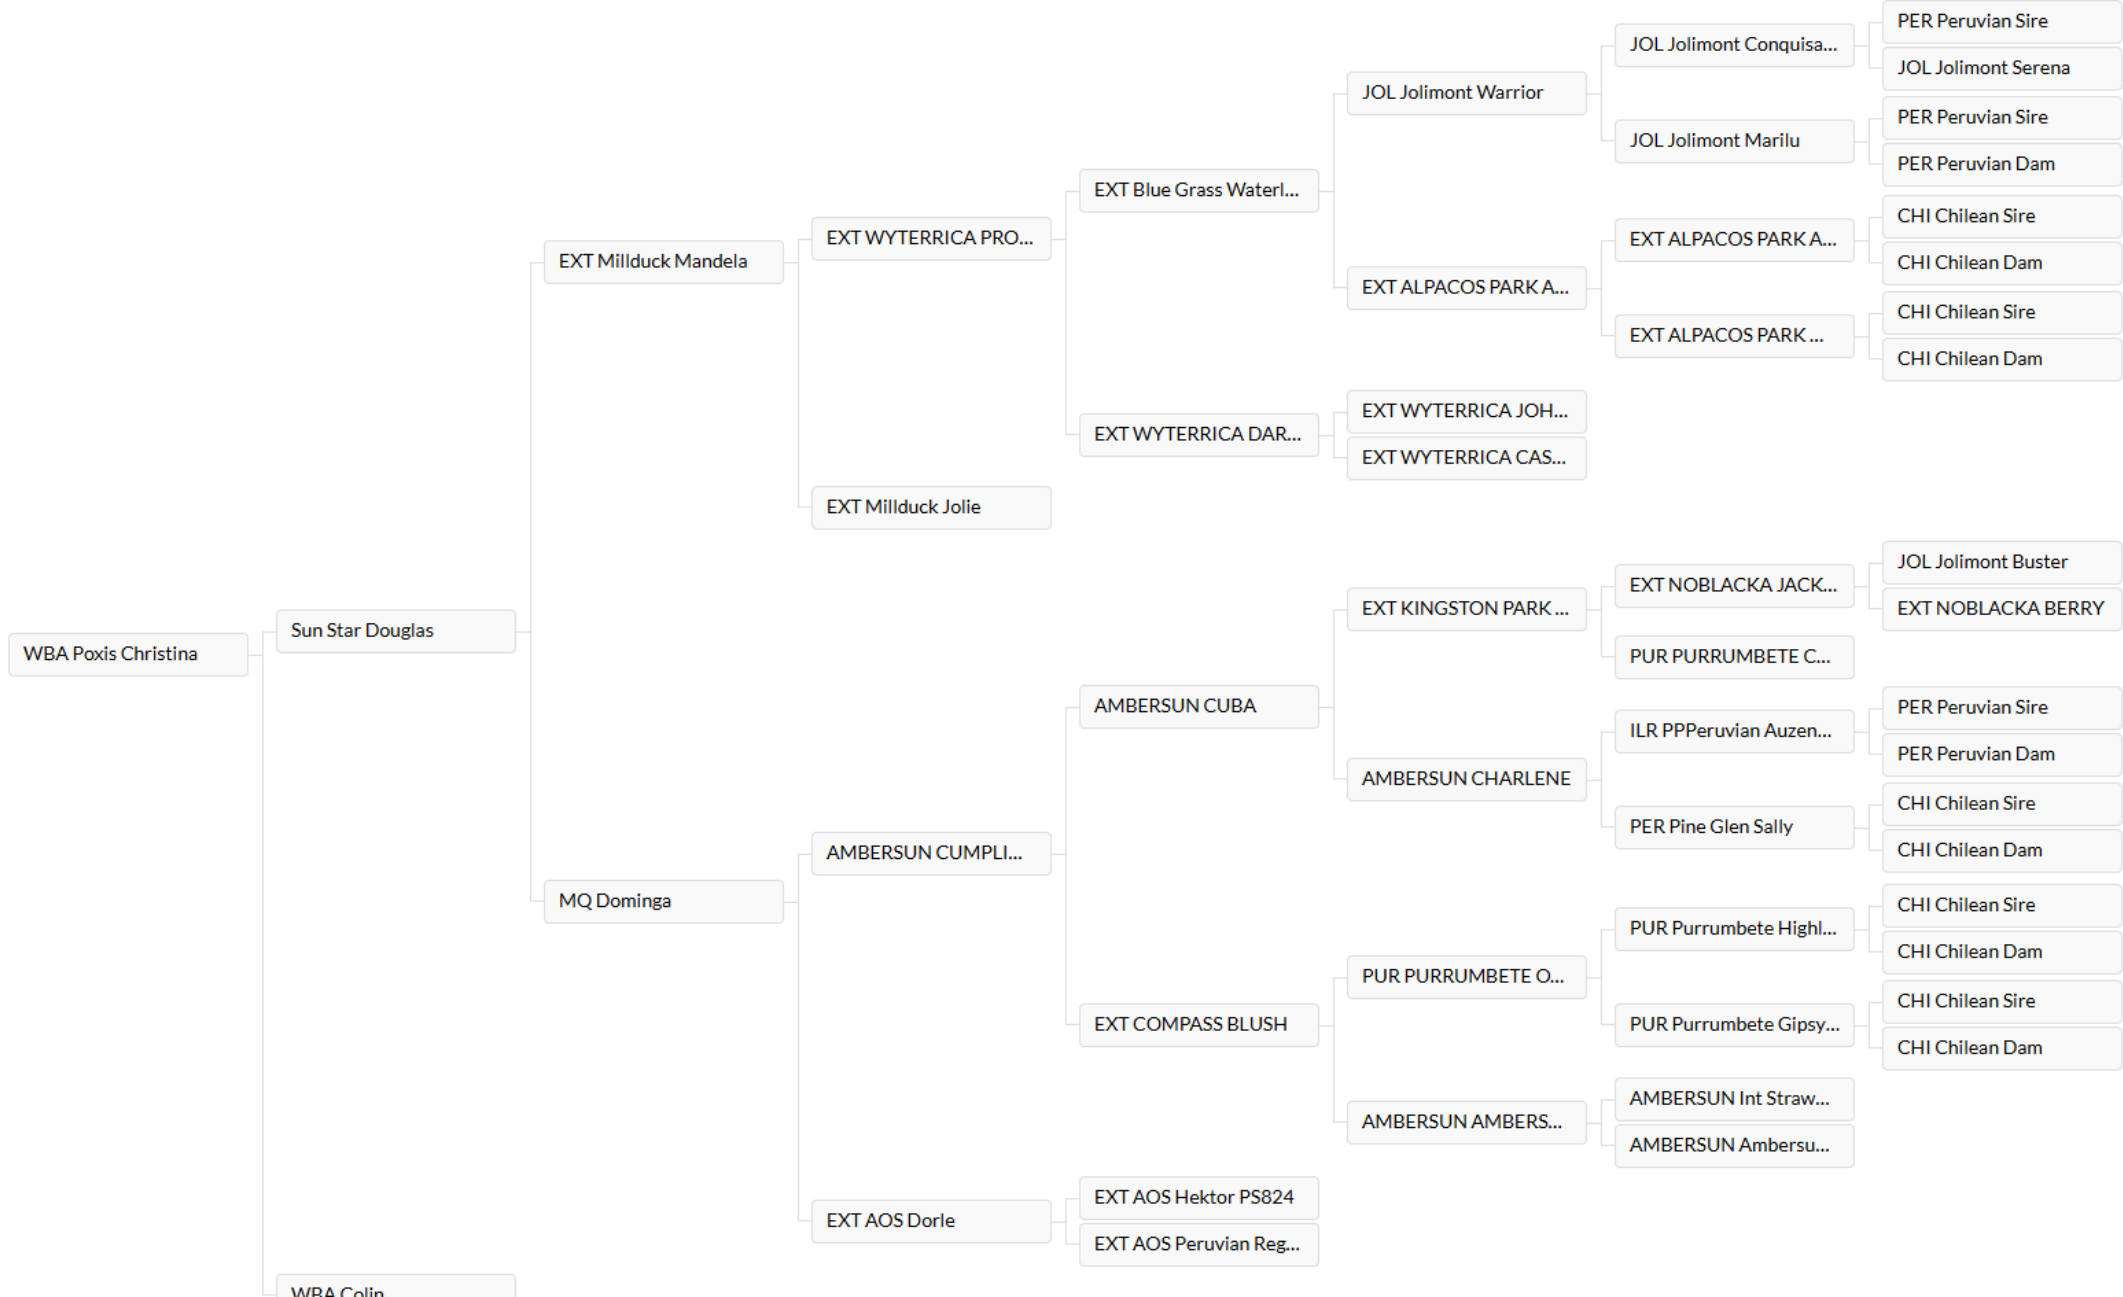 PER Peruvian Sire
JOL Jolimont Conquisa...
JOL Jolimont Serena
JOL Jolimont Warrior
PER Peruvian Sire
JOL Jolimont Marilu
PER Peruvian Dam
EXT Blue Grass Waterl...
CHI Chilean Sire
EXT WYTERRICA PRO...
EXT ALPACOS PARK A...
EXT Millduck Mandela
CHI Chilean Dam
EXT ALPACOS PARK A...
CHI Chilean Sire
EXT ALPACOS PARK ...
CHI Chilean Dam
EXT WYTERRICA JOH...
EXT WYTERRICA DAR...
EXT WYTERRICA CAS...
EXT Millduck Jolie
JOL Jolimont Buster
EXT NOBLACKA JACK...
EXT KINGSTON PARK ...
EXT NOBLACKA BERRY
Sun Star Douglas
WBA Poxis Christina
PUR PURRUMBETE C...
AMBERSUN CUBA
PER Peruvian Sire
ILR PPPeruvian Auzen...
PER Peruvian Dam
AMBERSUN CHARLENE
CHI Chilean Sire
PER Pine Glen Sally
AMBERSUN CUMPLI...
CHI Chilean Dam
MQ Dominga
CHI Chilean Sire
PUR Purrumbete Highl...
CHI Chilean Dam
PUR PURRUMBETE O...
CHI Chilean Sire
EXT COMPASS BLUSH
PUR Purrumbete Gipsy...
CHI Chilean Dam
AMBERSUN Int Straw...
AMBERSUN AMBERS...
AMBERSUN Ambersu...
EXT AOS Hektor PS824
EXT AOS Dorle
EXT AOS Peruvian Reg...
WBA Colin